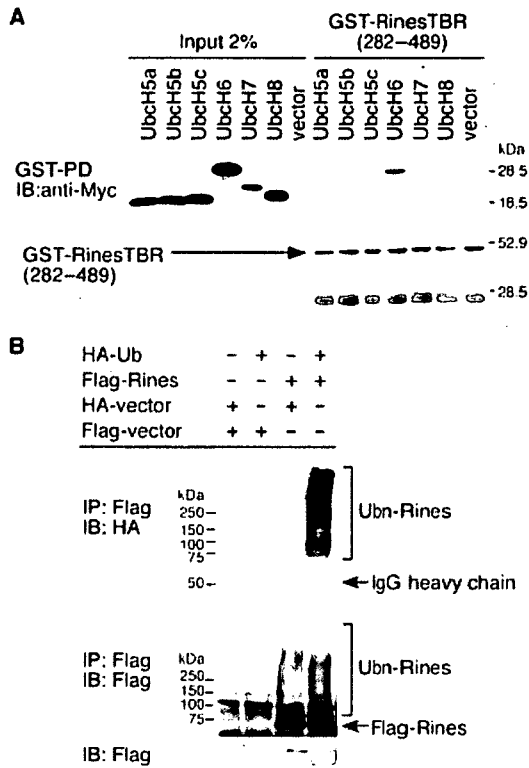 A
Input 2%
GST-RinesTBR
(282–489)
UbcH5a UbcH5b UbcH5c UbcH6 UbcH7 UbcH8 vector UbcH5a UbcH5b UbcH5c UbcH6 UbcH7 UbcH8 vector
kDa
GST-PD
IB:anti-Myc
-28.5
-18.5
GST-RinesTBR
(282–489)
-52.9
-28.5
B
HA-Ub – + – +
Flag-Rines – – + +
HA-vector + – + –
Flag-vector + + – –
IP: Flag
IB: HA
kDa
250-
150-
100-
75-
50-
Ubn-Rines
IgG heavy chain
IP: Flag
IB: Flag
kDa
250-
150-
100-
75-
Ubn-Rines
Flag-Rines
IB: Flag